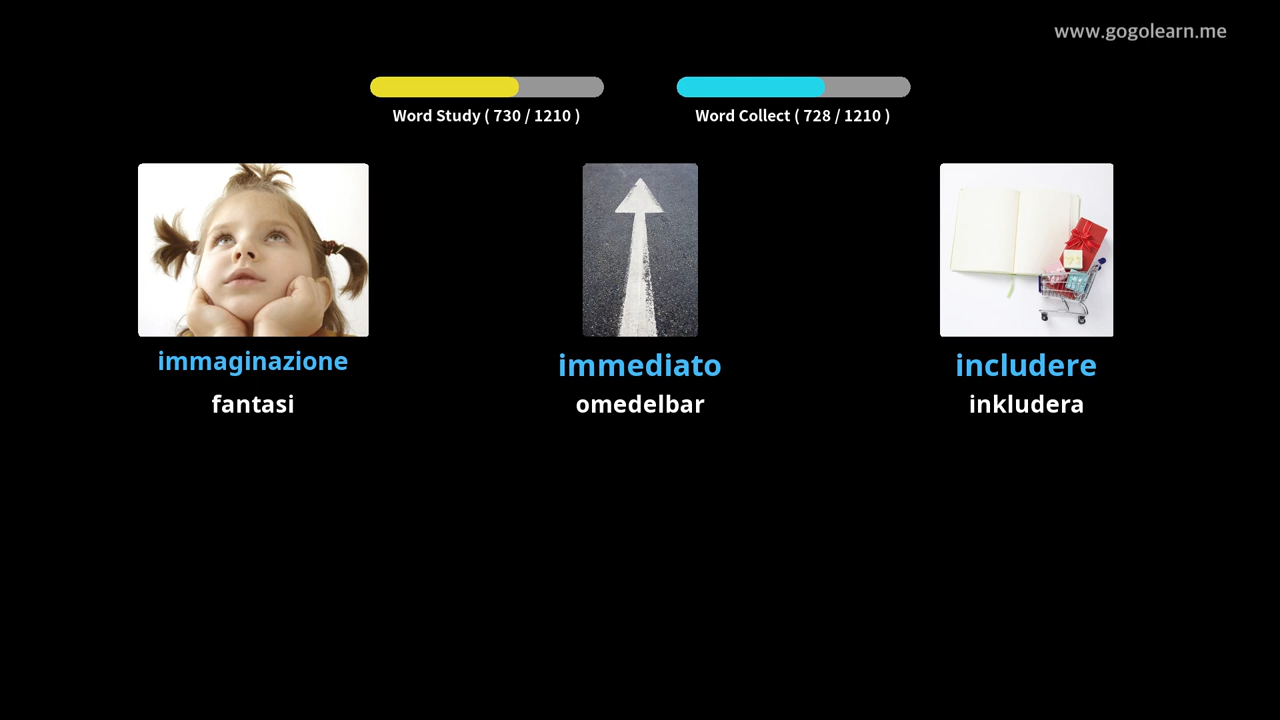 www.gogolearn.me
Word Study ( 730 / 1210 )
Word Collect ( 728 / 1210 )
immaginazione
fantasi
immediato
omedelbar
includere
inkludera